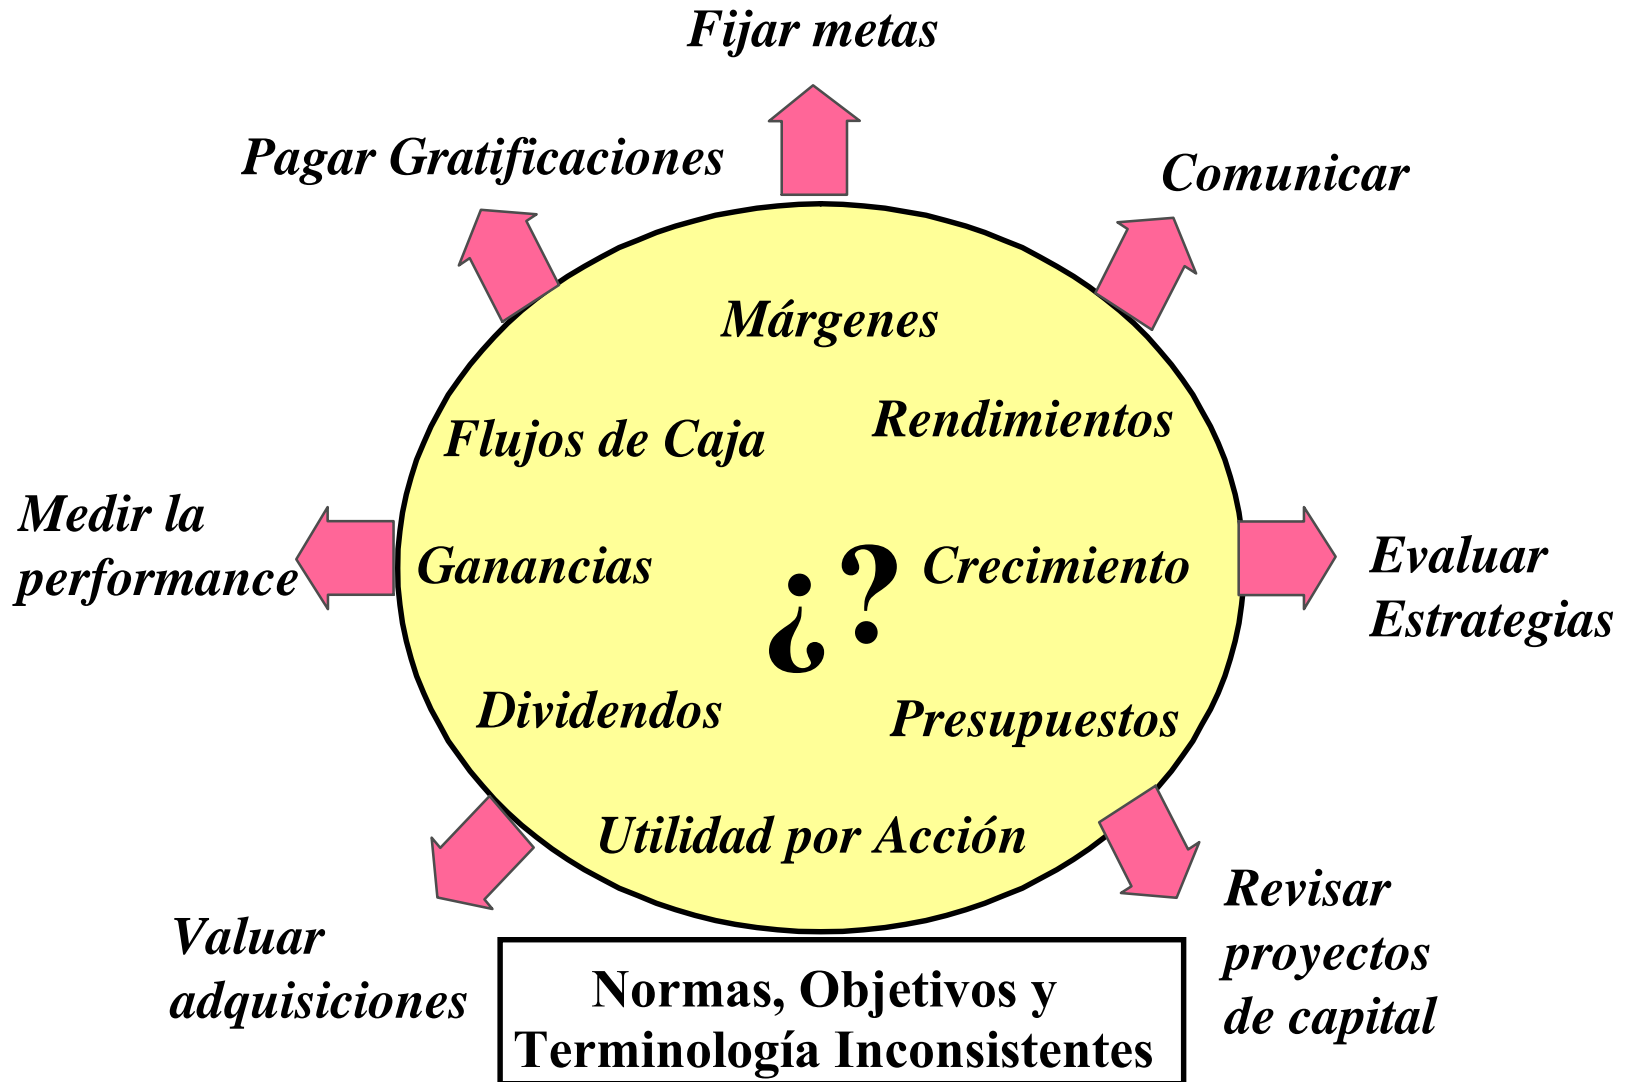 Fijar metas
Pagar Gratificaciones
Comunicar
Márgenes
Rendimientos
Flujos de Caja
Medir la
performance
Ganancias
¿?
Crecimiento
Evaluar
Estrategias
Dividendos
Presupuestos
Utilidad por Acción
Revisar
proyectos
de capital
Valuar
adquisiciones
Normas, Objetivos y
Terminología Inconsistentes